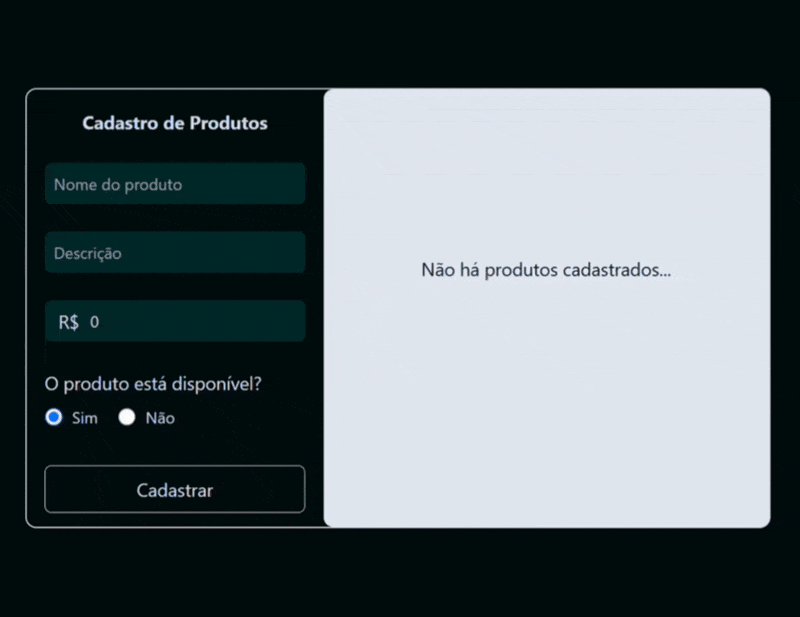 Cadastro de Produtos
Nome do produto
Descrição
R$ 0
O produto está disponível?
Sim Não
Cadastrar
Não há produtos cadastrados...